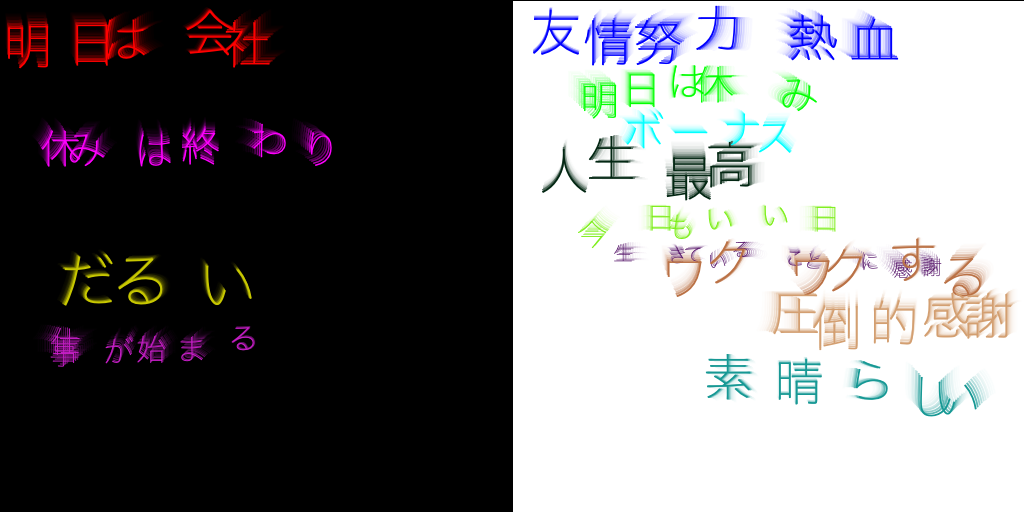 明日は会社
休みは終わり
だるい
仕事が始まる
友情努力熱血
明日は休み
ボーナス
人生最高
今日もいい日
生きていることに感謝
ウクウクする
圧倒的感謝
素晴らしい